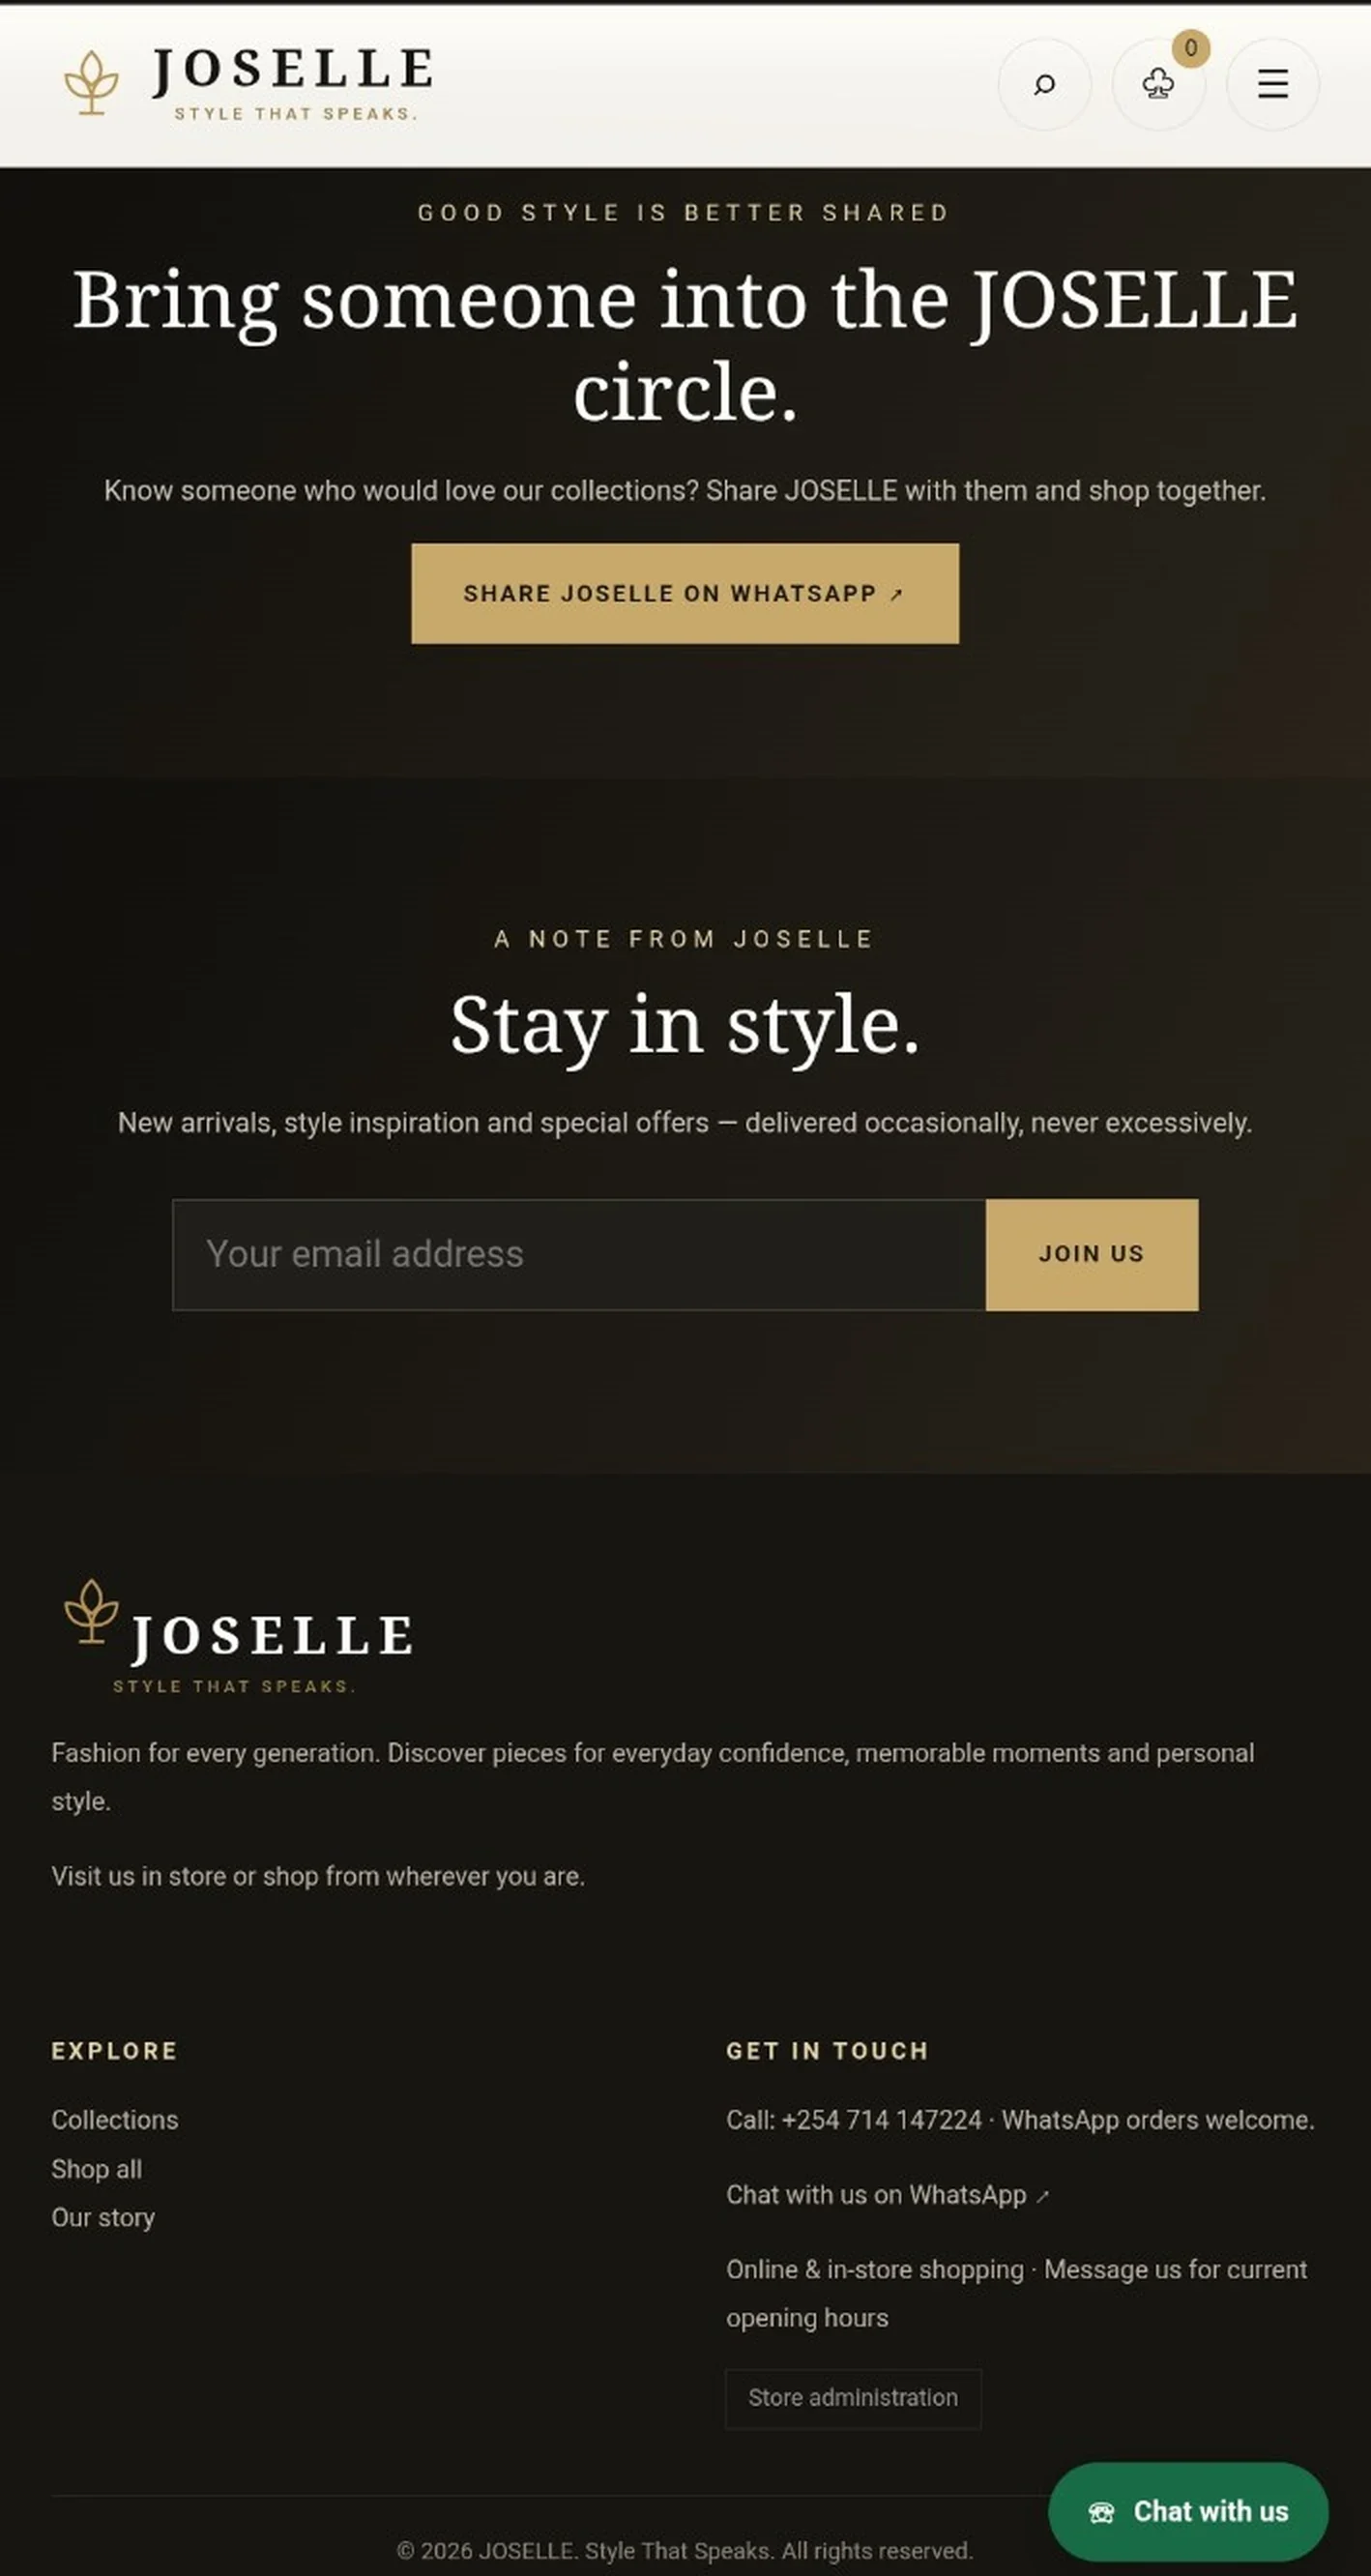 JOSELLE
STYLE THAT SPEAKS.
0
GOOD STYLE IS BETTER SHARED
Bring someone into the JOSELLE
circle.
Know someone who would love our collections? Share JOSELLE with them and shop together.
SHARE JOSELLE ON WHATSAPP ↗
A NOTE FROM JOSELLE
Stay in style.
New arrivals, style inspiration and special offers — delivered occasionally, never excessively.
Your email address
JOIN US
JOSELLE
STYLE THAT SPEAKS.
Fashion for every generation. Discover pieces for everyday confidence, memorable moments and personal
style.
Visit us in store or shop from wherever you are.
EXPLORE
Collections
Shop all
Our story
GET IN TOUCH
Call: +254 714 147224 · WhatsApp orders welcome.
Chat with us on WhatsApp ↗
Online & in-store shopping · Message us for current
opening hours
Store administration
Chat with us
© 2026 JOSELLE. Style That Speaks. All rights reserved.